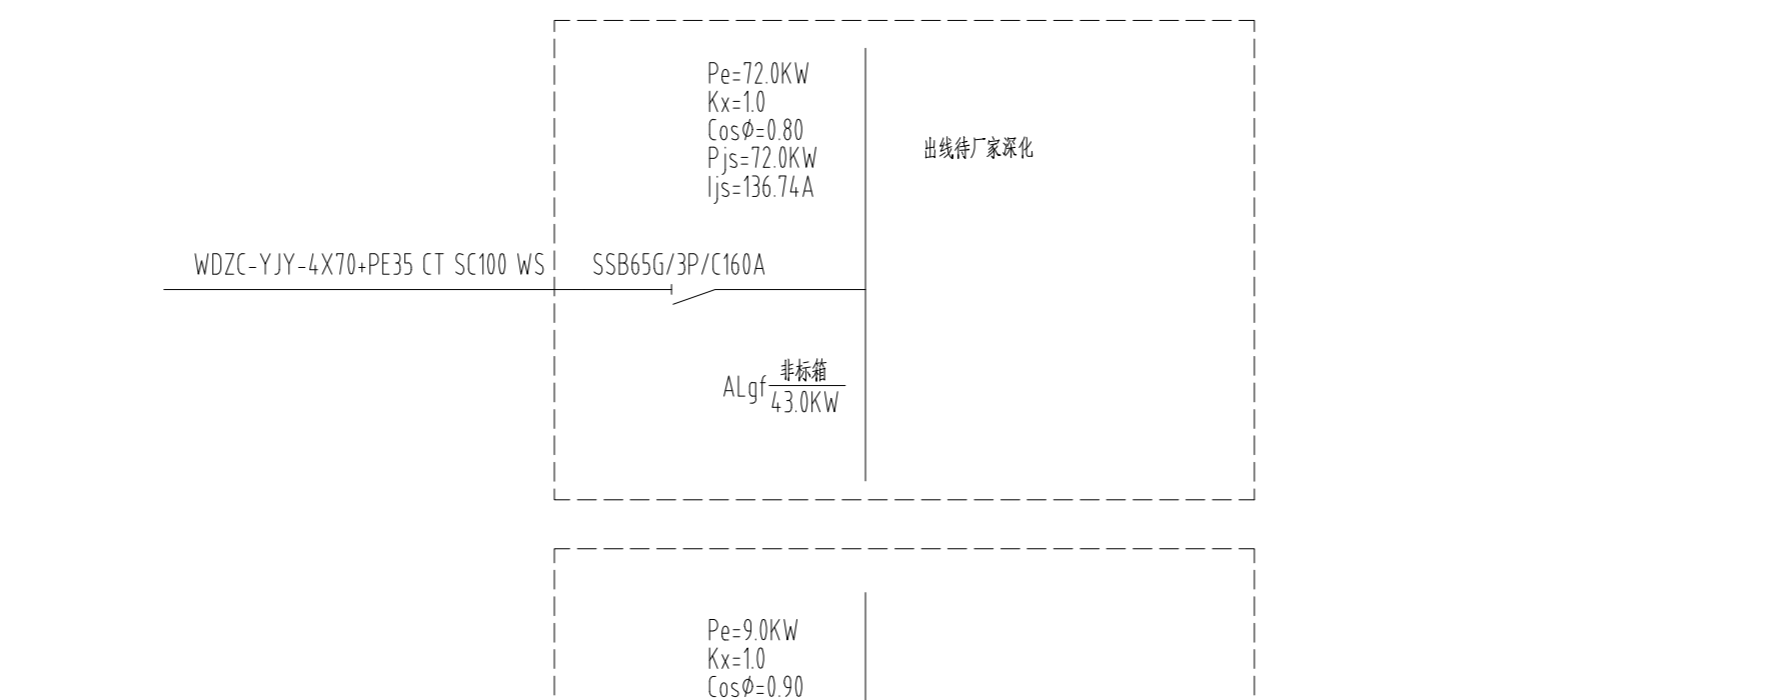 Pe=72.0KW
Kx=1.0
CosØ=0.80
Pjs=72.0KW
Ijs=136.74A
出线待厂家深化
WDZC-YJY-4X70+PE35 CT SC100 WS
SSB65G/3P/C160A
ALgf
非标箱
43.0KW
Pe=9.0KW
Kx=1.0
CosØ=0.90